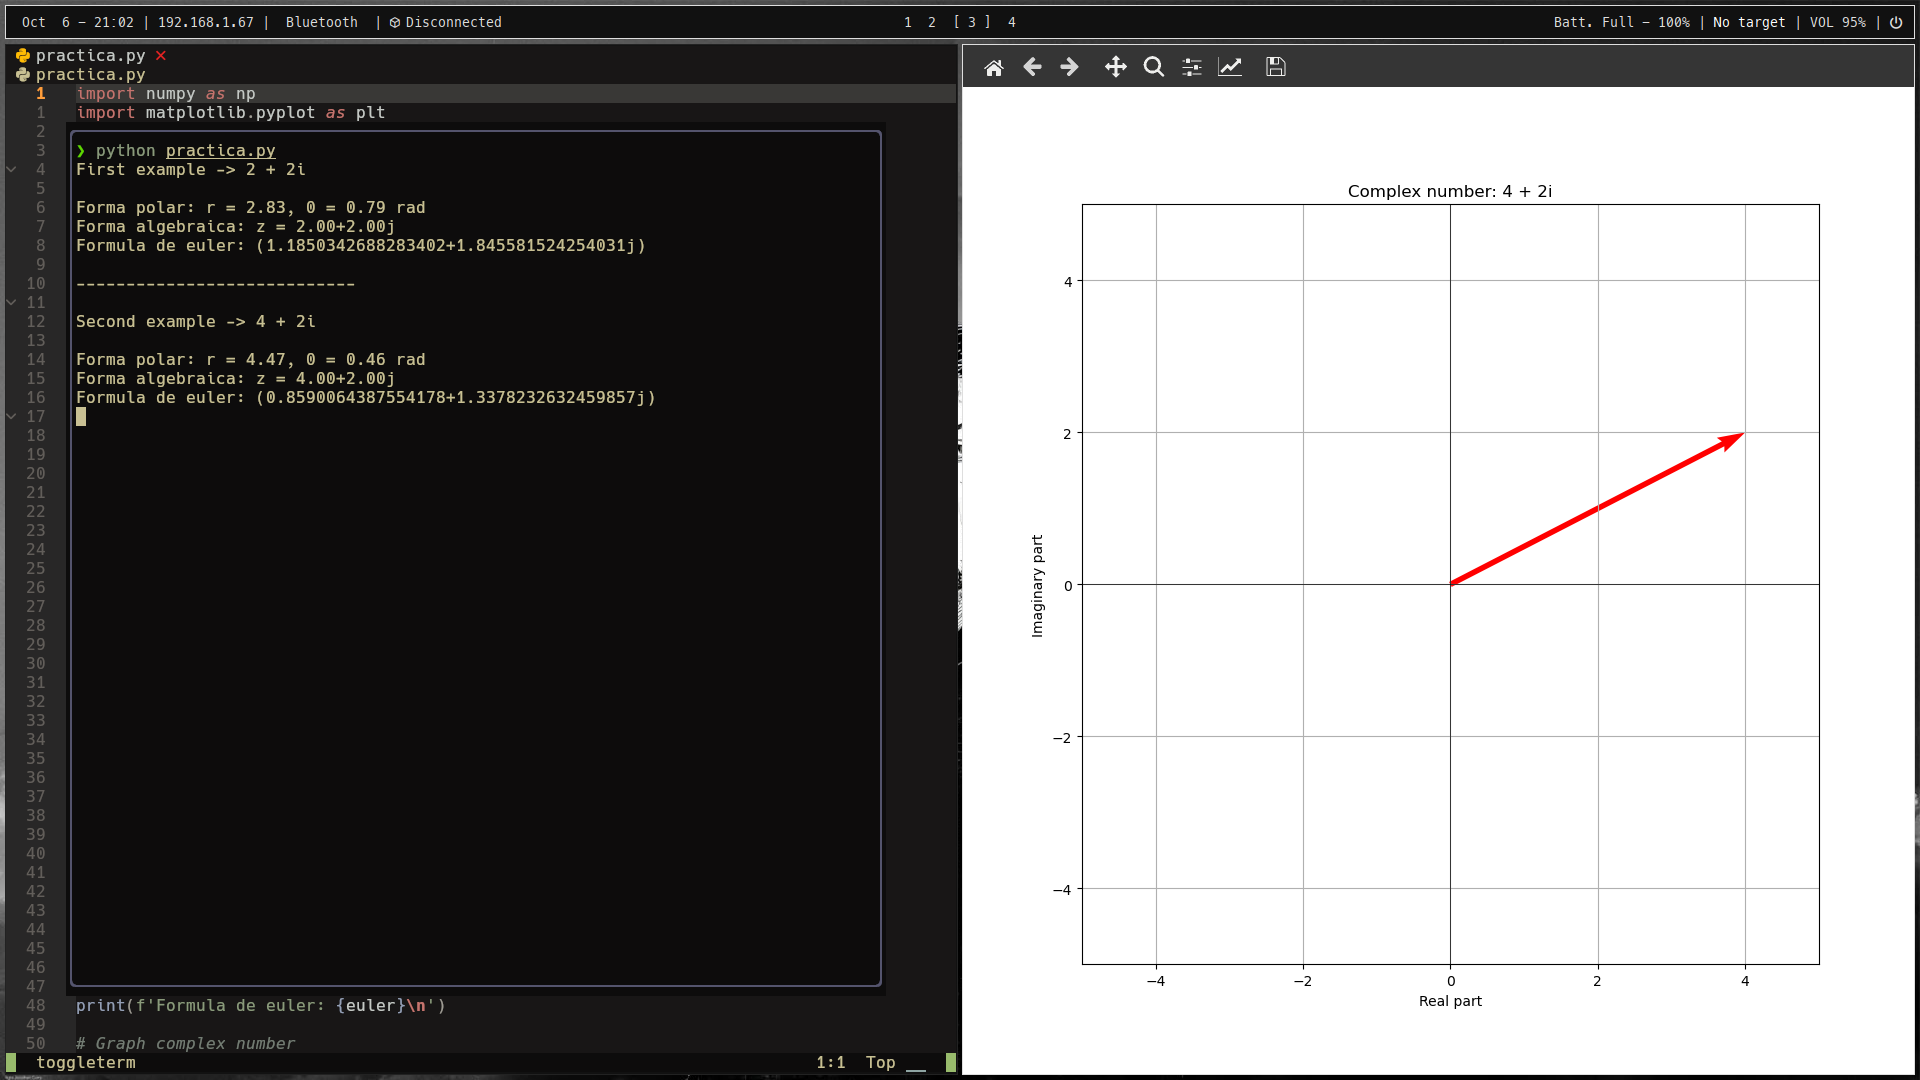 Oct  6 - 21:02 | 192.168.1.67 |  Bluetooth  | Disconnected
1  2  [ 3 ]  4
Batt. Full - 100% | No target | VOL 95% |
practica.py
practica.py
1 import numpy as np
1 import matplotlib.pyplot as plt
2
3 ❯ python practica.py
4 First example -> 2 + 2i
5
6 Forma polar: r = 2.83, 0 = 0.79 rad
7 Forma algebraica: z = 2.00+2.00j
8 Formula de euler: (1.1850342688283402+1.845581524254031j)
9
10 ----------------------------
11
12 Second example -> 4 + 2i
13
14 Forma polar: r = 4.47, 0 = 0.46 rad
15 Forma algebraica: z = 4.00+2.00j
16 Formula de euler: (0.8590064387554178+1.3378232632459857j)
17
18
19
20
21
22
23
24
25
26
27
28
29
30
31
32
33
34
35
36
37
38
39
40
41
42
43
44
45
46
47
48 print(f'Formula de euler: {euler}\n')
49
50 # Graph complex number
toggleterm 1:1 Top __
Complex number: 4 + 2i
4
2
0
−2
−4
Imaginary part
−4 −2 0 2 4
Real part